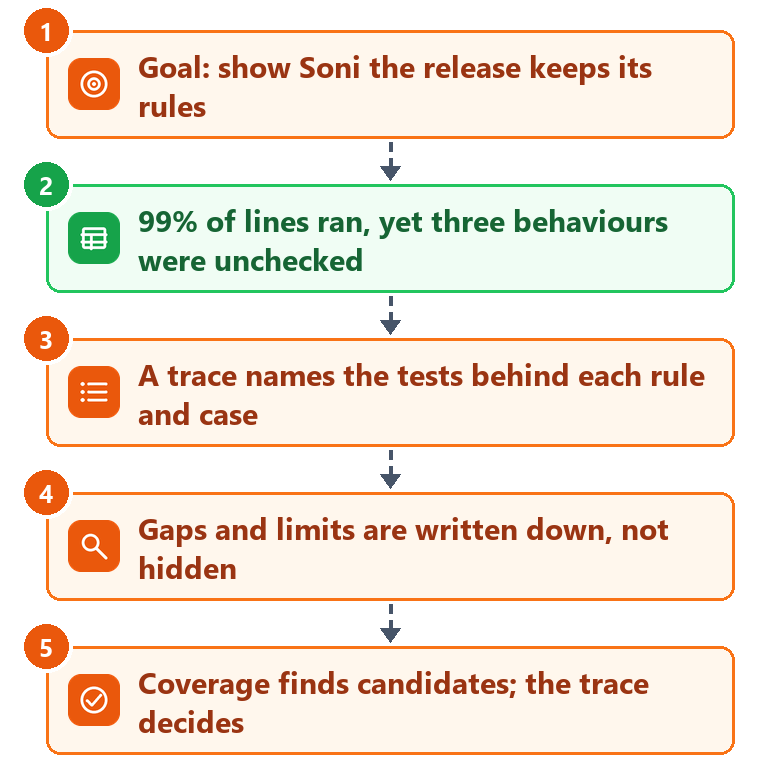 1
Goal: show Soni the release keeps its
rules
2
99% of lines ran, yet three behaviours
were unchecked
3
A trace names the tests behind each rule
and case
4
Gaps and limits are written down, not
hidden
5
Coverage finds candidates; the trace
decides